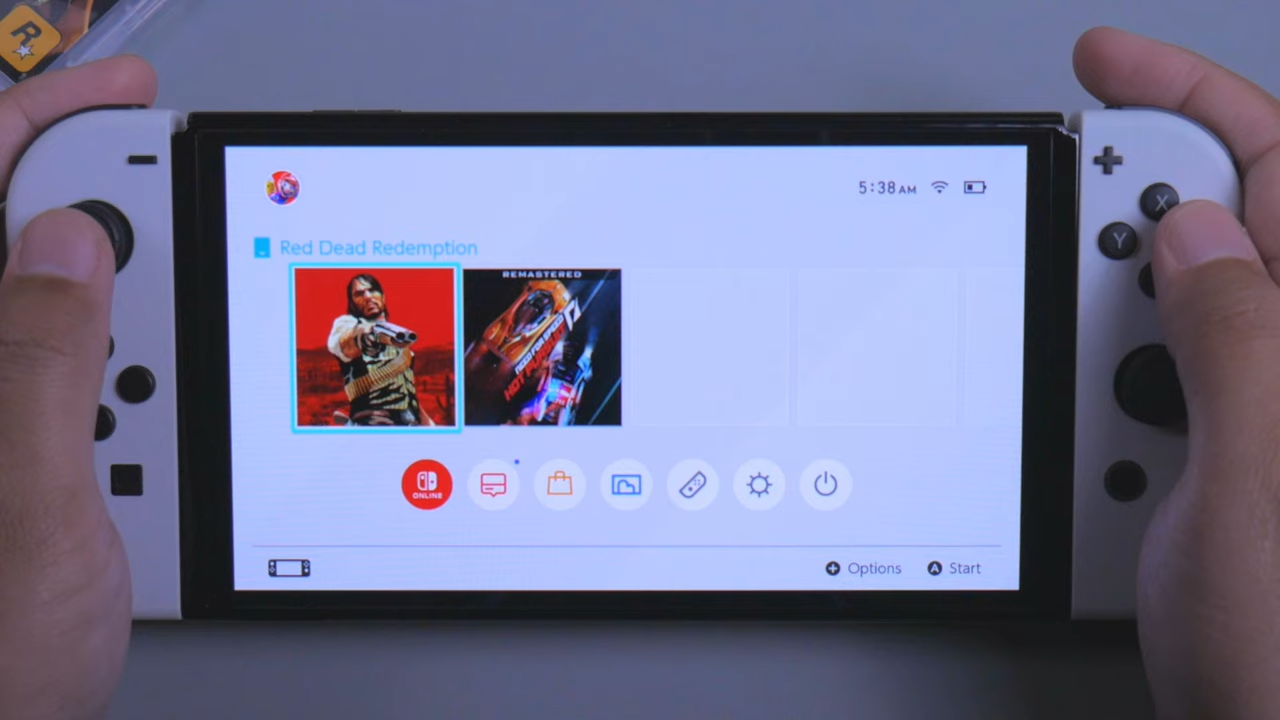 R
5:38 AM
Red Dead Redemption
REMASTERED
NEED FOR SPEED
HOT PURSUIT
ONLINE
Options
A Start
X
Y